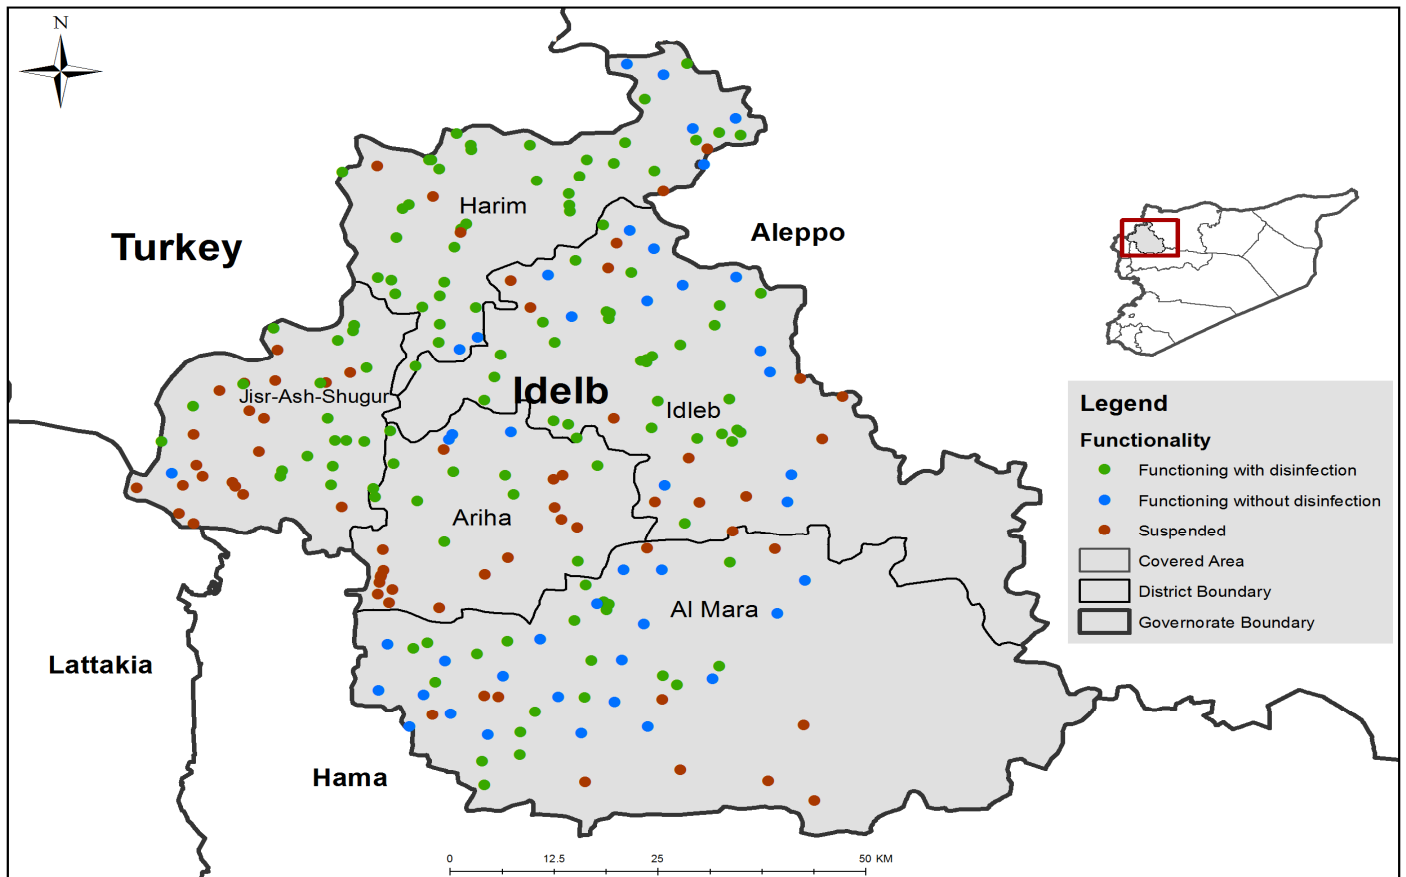 N
Harim
Turkey
Aleppo
Idelb
Jisr-Ash-Shugur
Idleb
Ariha
Al Mara
Lattakia
Hama
Legend
Functionality
Functioning with disinfection
Functioning without disinfection
Suspended
Covered Area
District Boundary
Governorate Boundary
0 12.5 25 50 KM